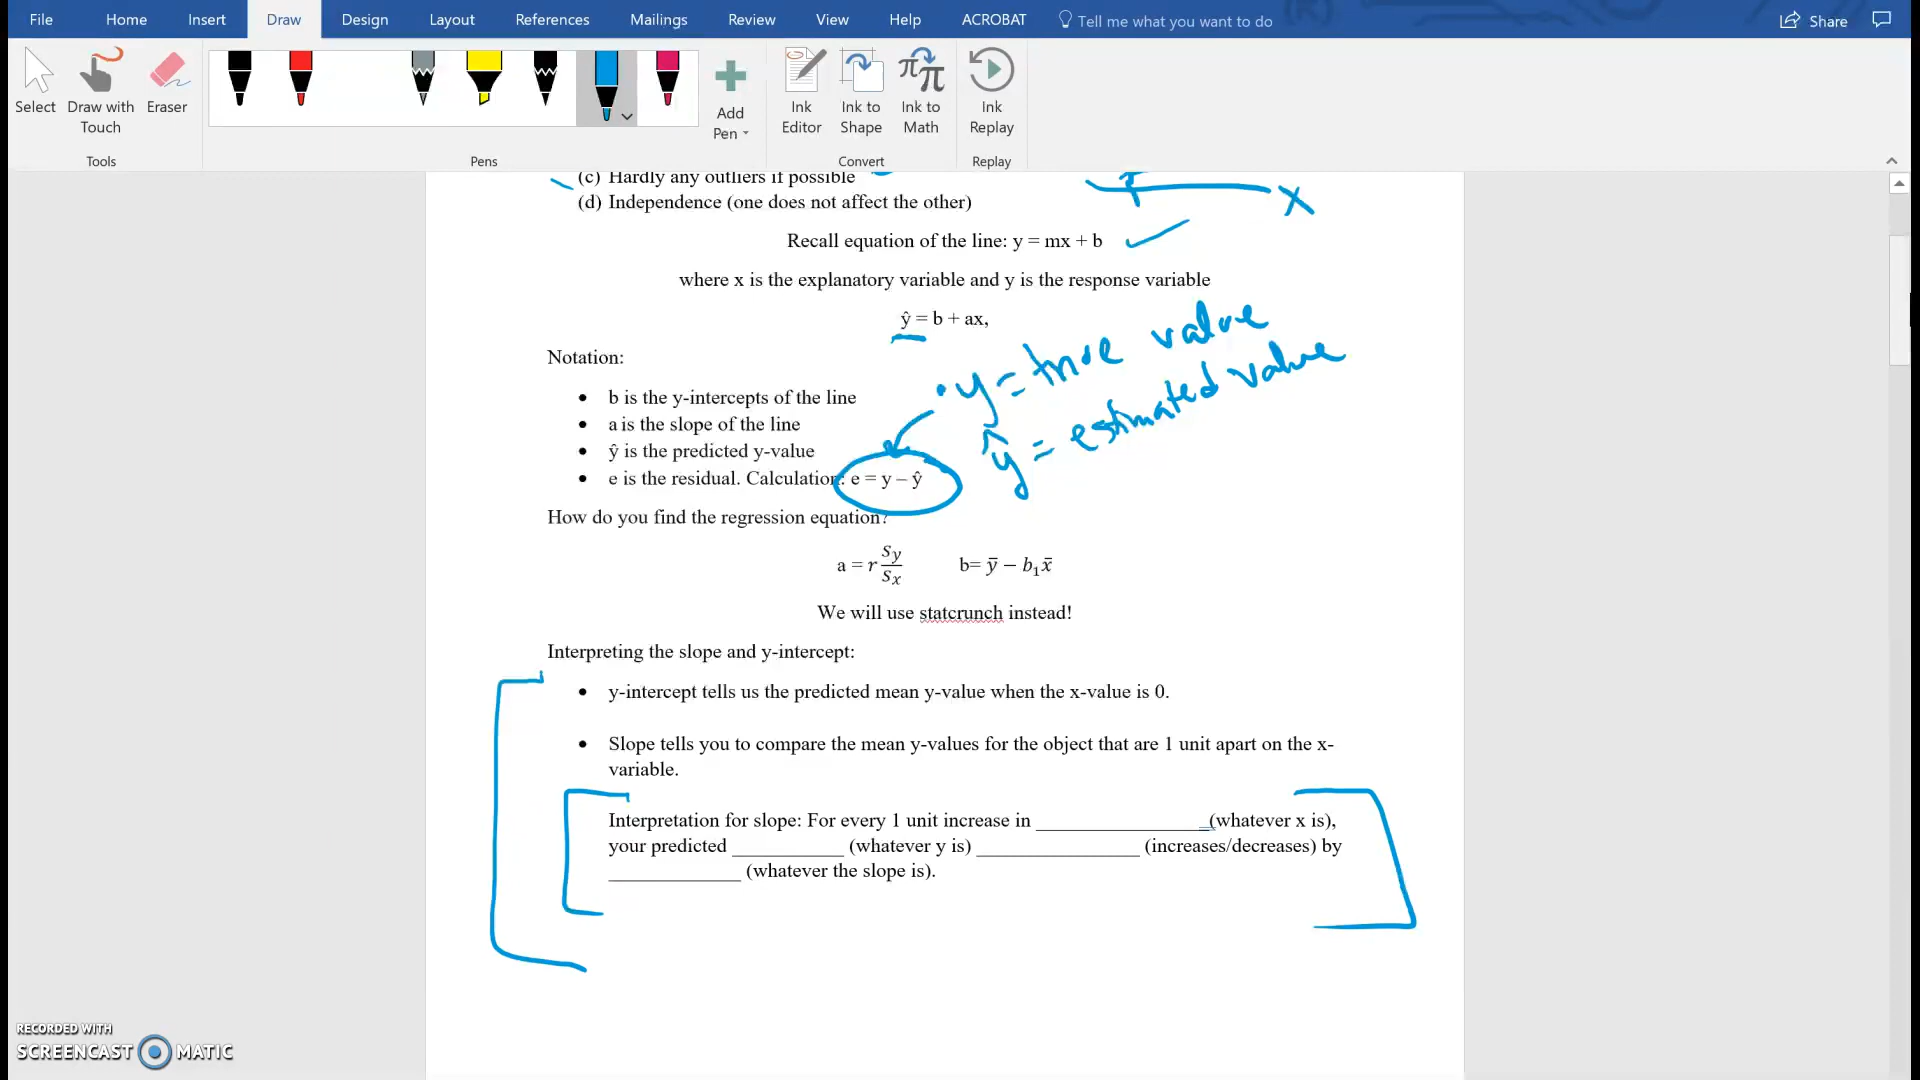 File Home Insert Draw Design Layout References Mailings Review View Help ACROBAT Tell me what you want to do Share
Select Draw with Touch Eraser Add Pen Ink Editor Ink to Shape Ink to Math Ink Replay
Tools Pens Convert Replay
(c) Hardly any outliers if possible
(d) Independence (one does not affect the other)
X
Recall equation of the line: y = mx + b
where x is the explanatory variable and y is the response variable
ŷ = b + ax,
y = true value
ŷ = estimated value
Notation:
• b is the y-intercepts of the line
• a is the slope of the line
• ŷ is the predicted y-value
• e is the residual. Calculation: e = y – ŷ
How do you find the regression equation?
a = r Sy/Sx b= ȳ − b₁x̄
We will use statcrunch instead!
Interpreting the slope and y-intercept:
• y-intercept tells us the predicted mean y-value when the x-value is 0.
• Slope tells you to compare the mean y-values for the object that are 1 unit apart on the x-
variable.
Interpretation for slope: For every 1 unit increase in __________________(whatever x is),
your predicted ___________ (whatever y is) ________________ (increases/decreases) by
_____________ (whatever the slope is).
RECORDED WITH
SCREENCAST MATIC